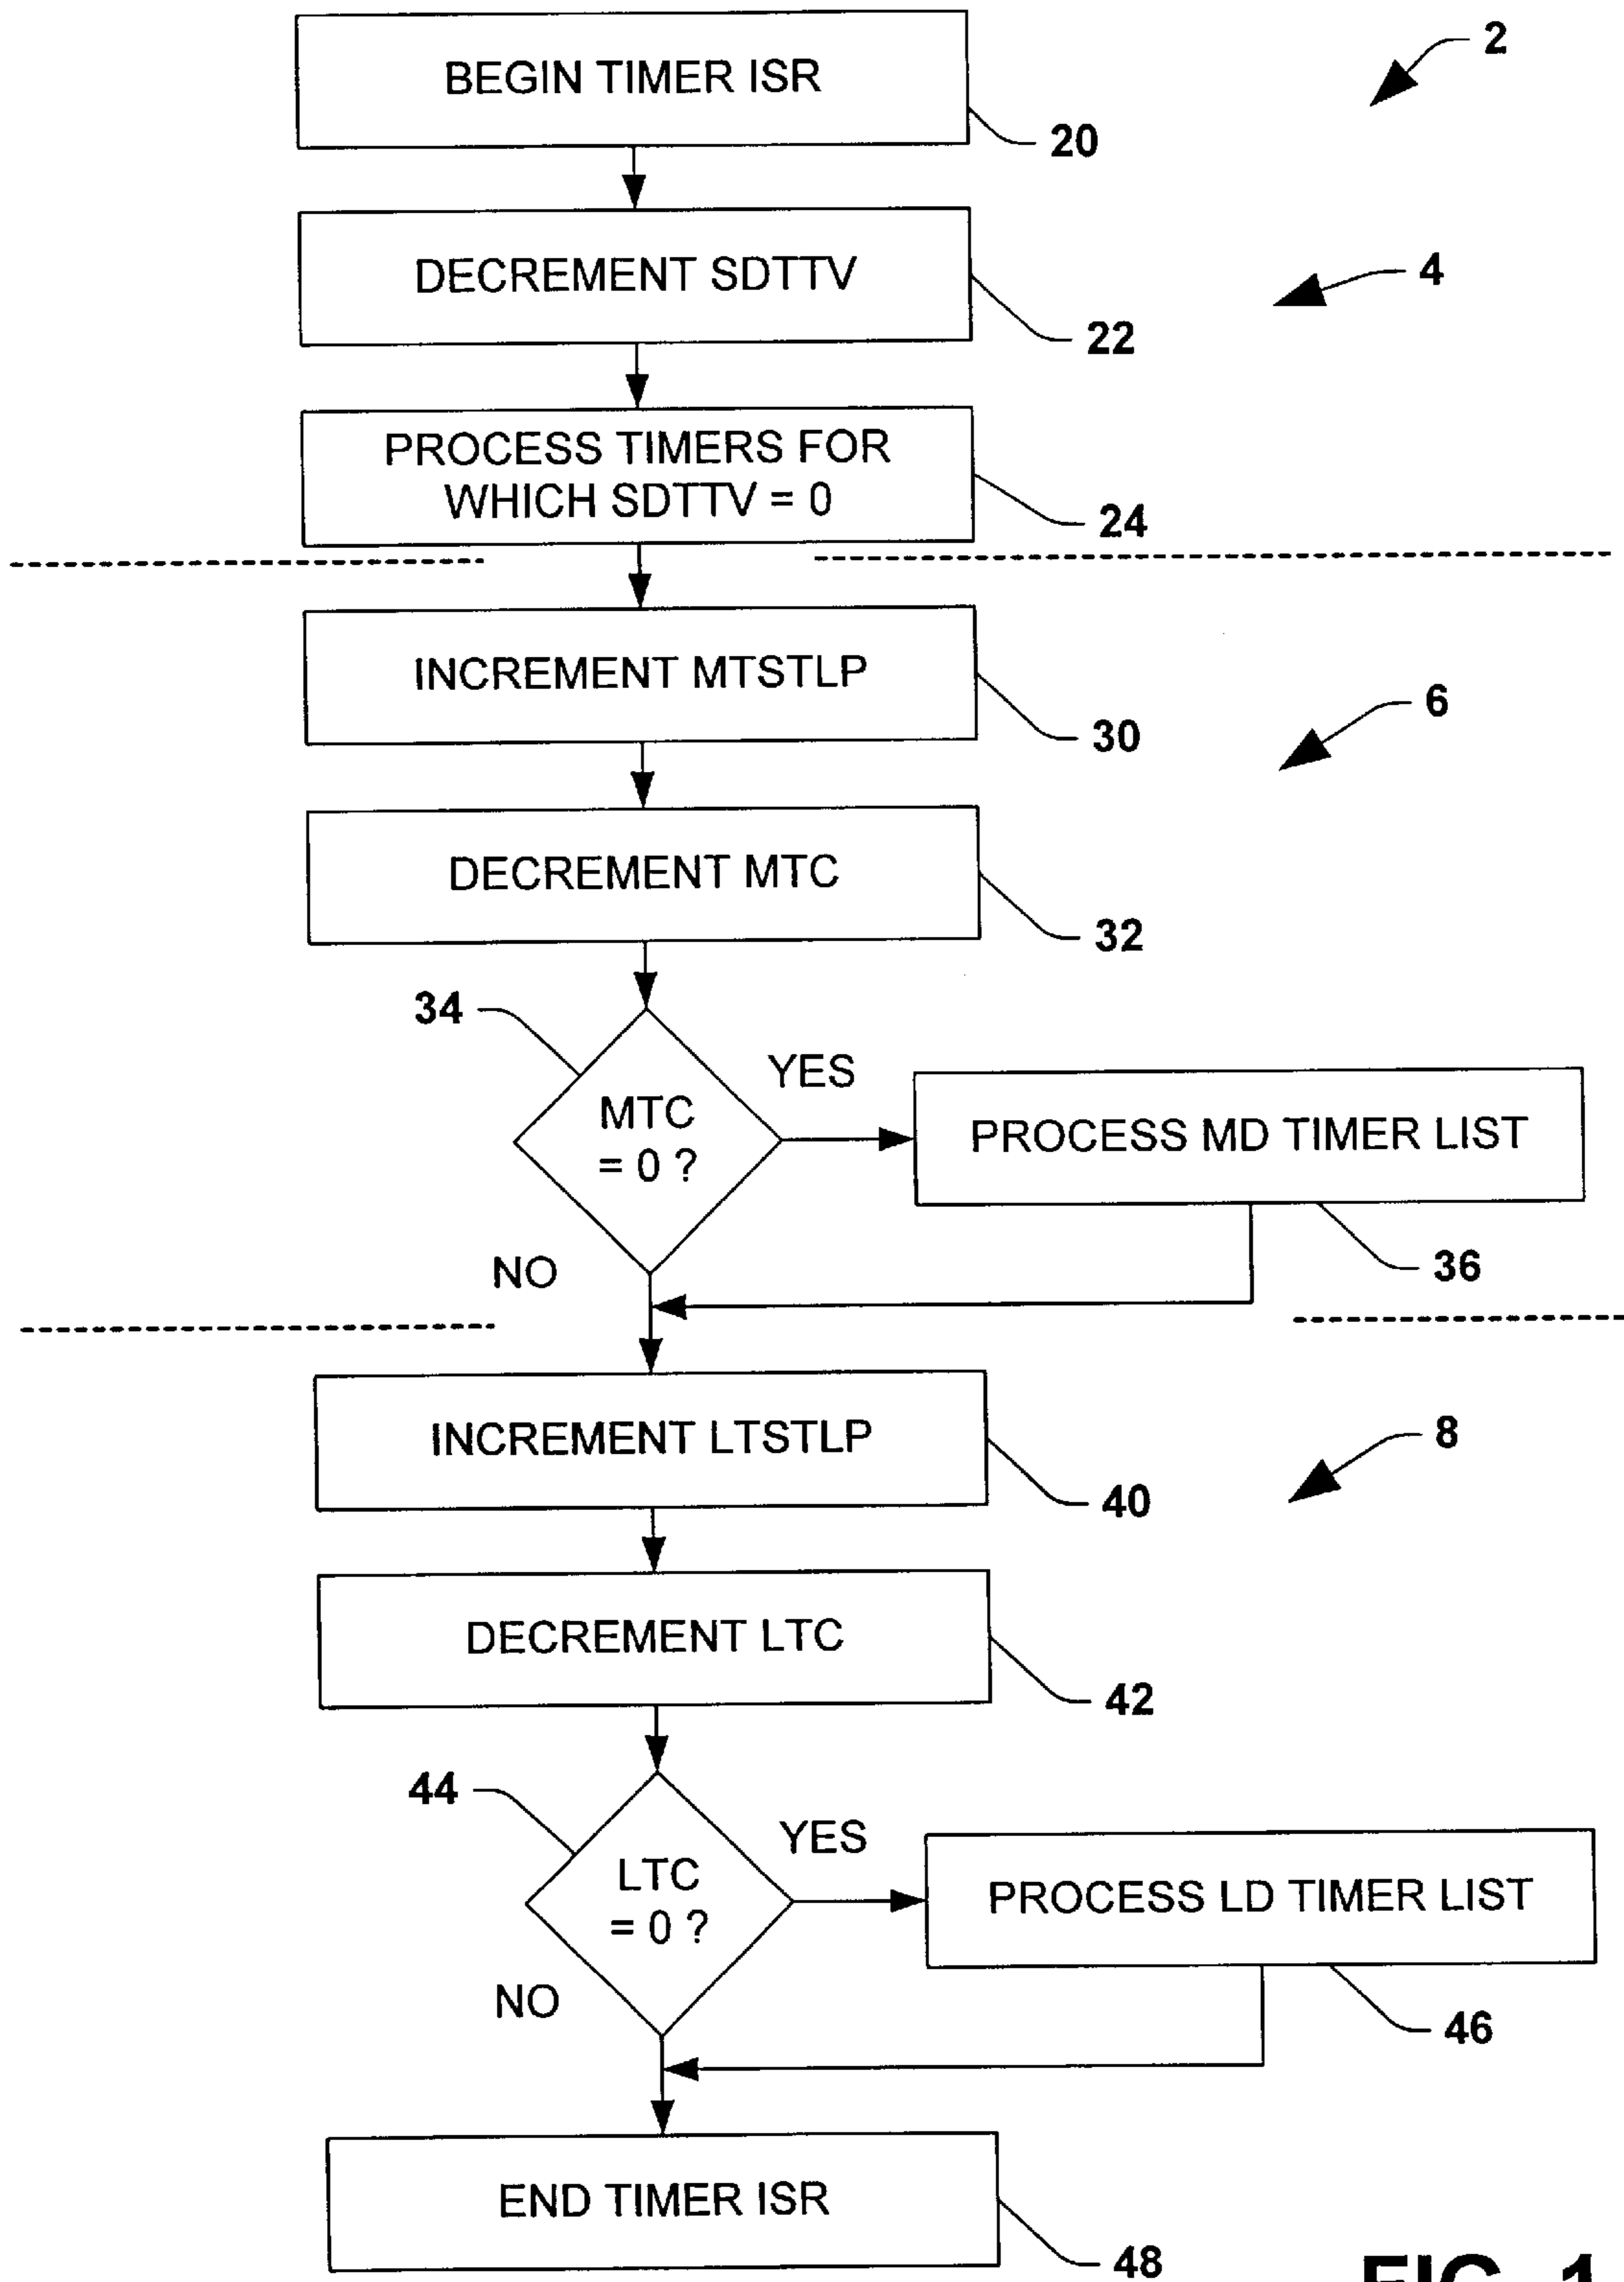 BEGIN TIMER ISR
2
20
DECREMENT SDTTV
4
22
PROCESS TIMERS FOR
WHICH SDTTV = 0
24
INCREMENT MTSTLP
6
30
DECREMENT MTC
32
34
MTC
= 0 ?
YES
PROCESS MD TIMER LIST
36
NO
INCREMENT LTSTLP
8
40
DECREMENT LTC
42
44
LTC
= 0 ?
YES
PROCESS LD TIMER LIST
46
NO
END TIMER ISR
48
FIG. 1